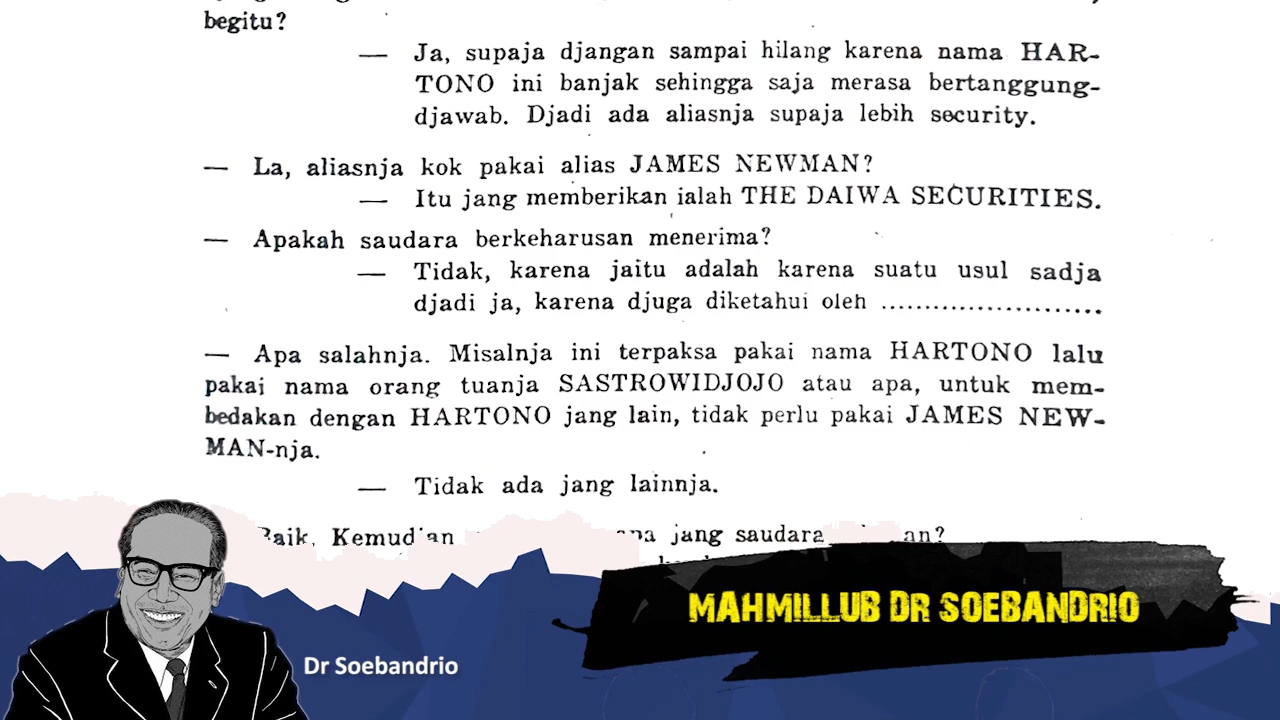 begitu?
— Ja, supaja djangan sampai hilang karena nama HAR-
TONO ini banjak sehingga saja merasa bertanggung-
djawab. Djadi ada aliasnja supaja lebih security.
— La, aliasnja kok pakai alias JAMES NEWMAN?
— Itu jang memberikan ialah THE DAIWA SECURITIES.
— Apakah saudara berkeharusan menerima?
— Tidak, karena jaitu adalah karena suatu usul sadja
djadi ja, karena djuga diketahui oleh ........................
— Apa salahnja. Misalnja ini terpaksa pakai nama HARTONO lalu
pakai nama orang tuanja SASTROWIDJOJO atau apa, untuk mem-
bedakan dengan HARTONO jang lain, tidak perlu pakai JAMES NEW-
MAN-nja.
— Tidak ada jang lainnja.
Baik. Kemudian jang saudara
MAHMILLUB DR SOEBANDRIO
Dr Soebandrio